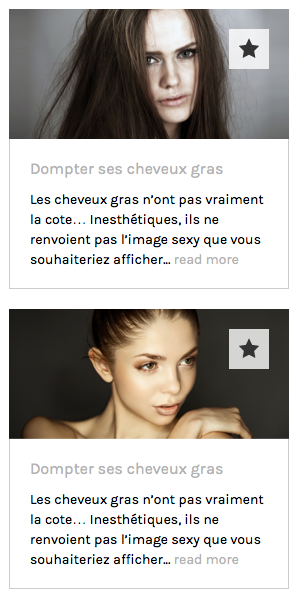 Dompter ses cheveux gras
Les cheveux gras n’ont pas vraiment
la cote… Inesthétiques, ils ne
renvoient pas l’image sexy que vous
souhaiteriez afficher... read more
Dompter ses cheveux gras
Les cheveux gras n’ont pas vraiment
la cote… Inesthétiques, ils ne
renvoient pas l’image sexy que vous
souhaiteriez afficher... read more